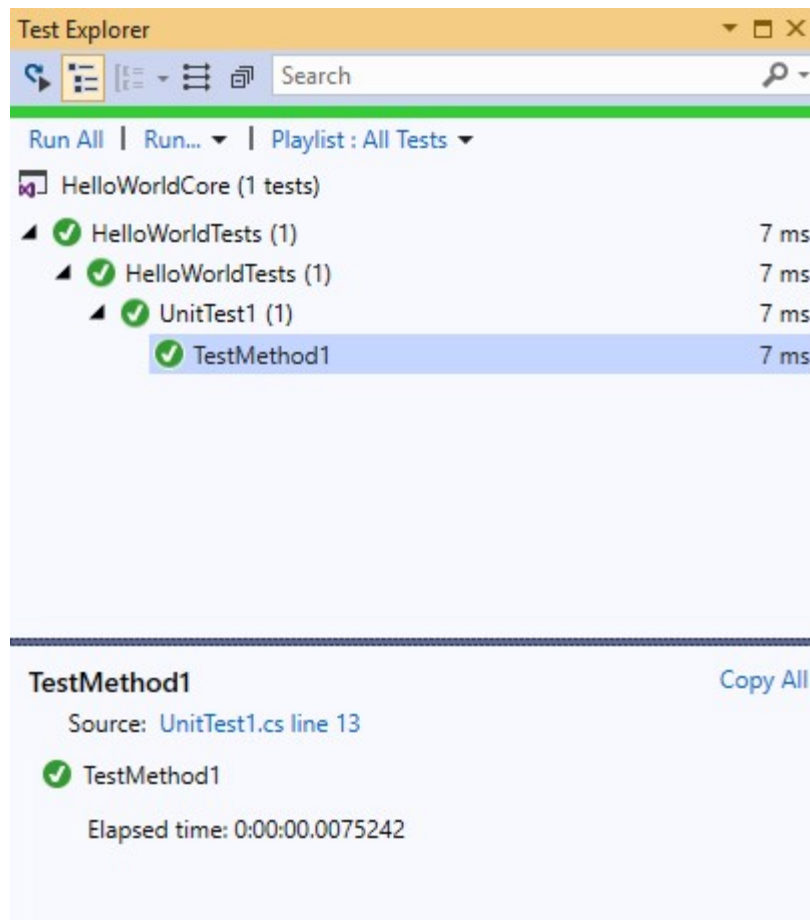 Test Explorer
Search
Run All | Run... | Playlist : All Tests
HelloWorldCore (1 tests)
HelloWorldTests (1) 7 ms
HelloWorldTests (1) 7 ms
UnitTest1 (1) 7 ms
TestMethod1 7 ms
TestMethod1 Copy All
Source: UnitTest1.cs line 13
TestMethod1
Elapsed time: 0:00:00.0075242